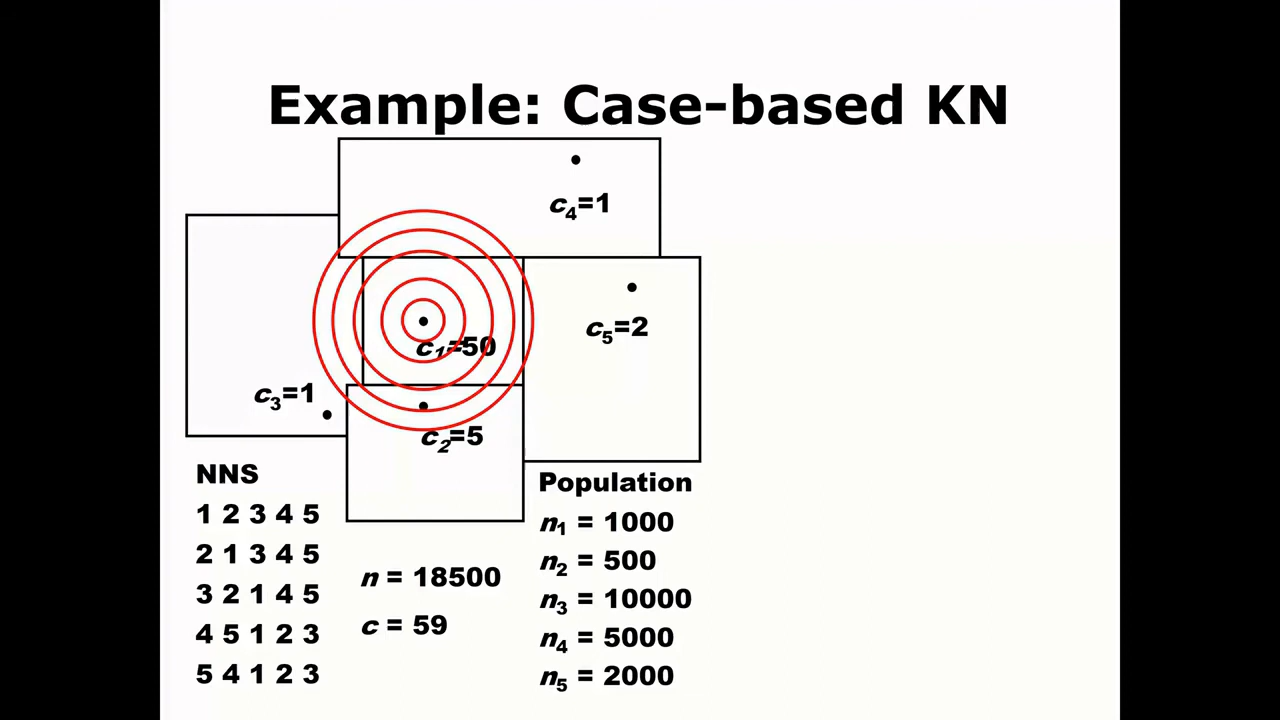 Example: Case-based KN
c4=1
c5=2
c1=50
c3=1
c2=5
NNS
1 2 3 4 5
2 1 3 4 5
3 2 1 4 5
4 5 1 2 3
5 4 1 2 3
n = 18500
c = 59
Population
n1 = 1000
n2 = 500
n3 = 10000
n4 = 5000
n5 = 2000